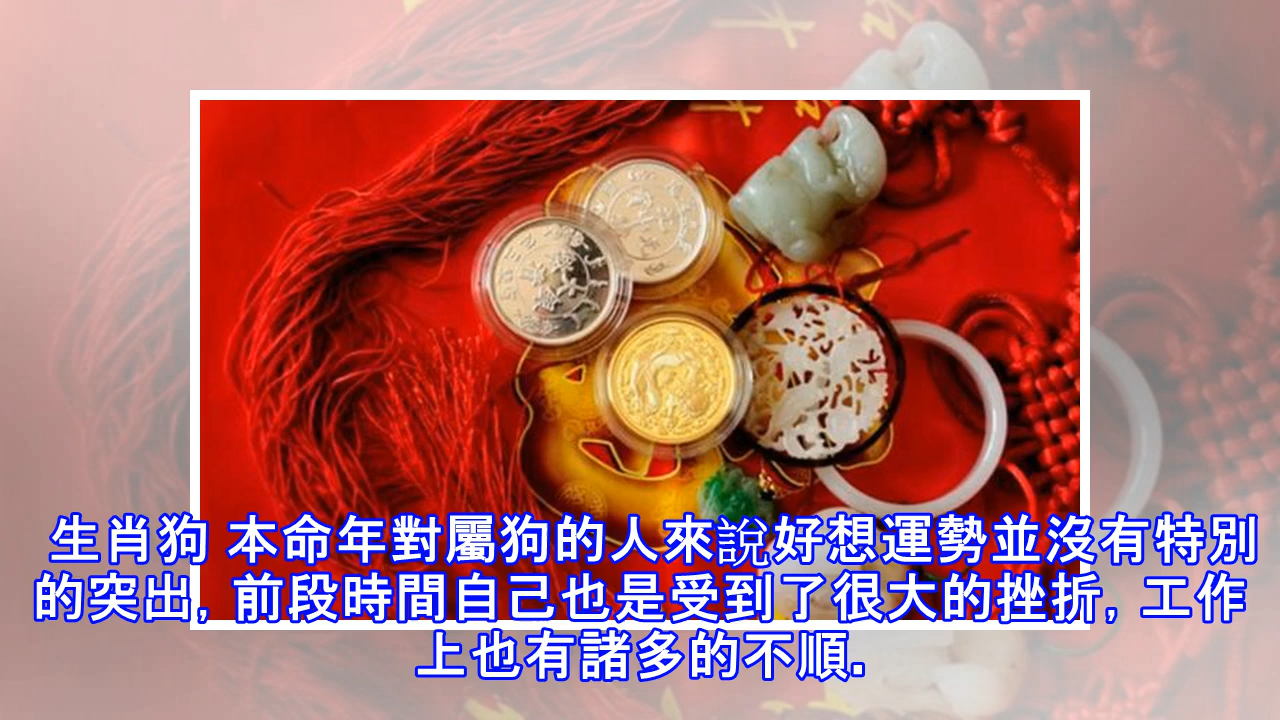 生肖狗 本命年對屬狗的人來說好想運勢並沒有特別
的突出, 前段時間自己也是受到了很大的挫折, 工作
上也有諸多的不順.